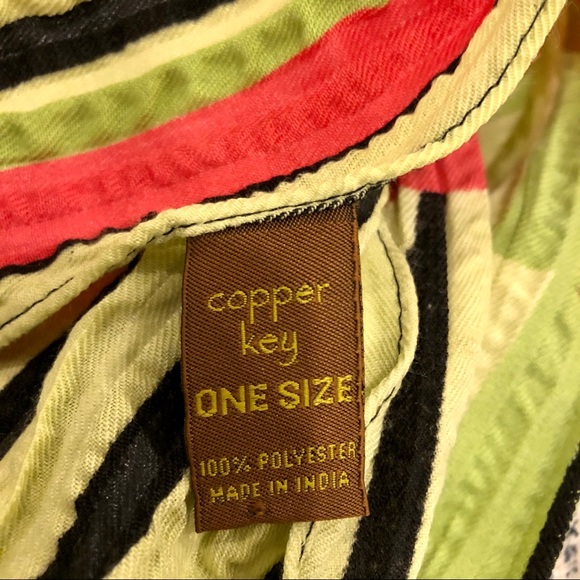 copper
key
ONE SIZE
100% POLYESTER
MADE IN INDIA